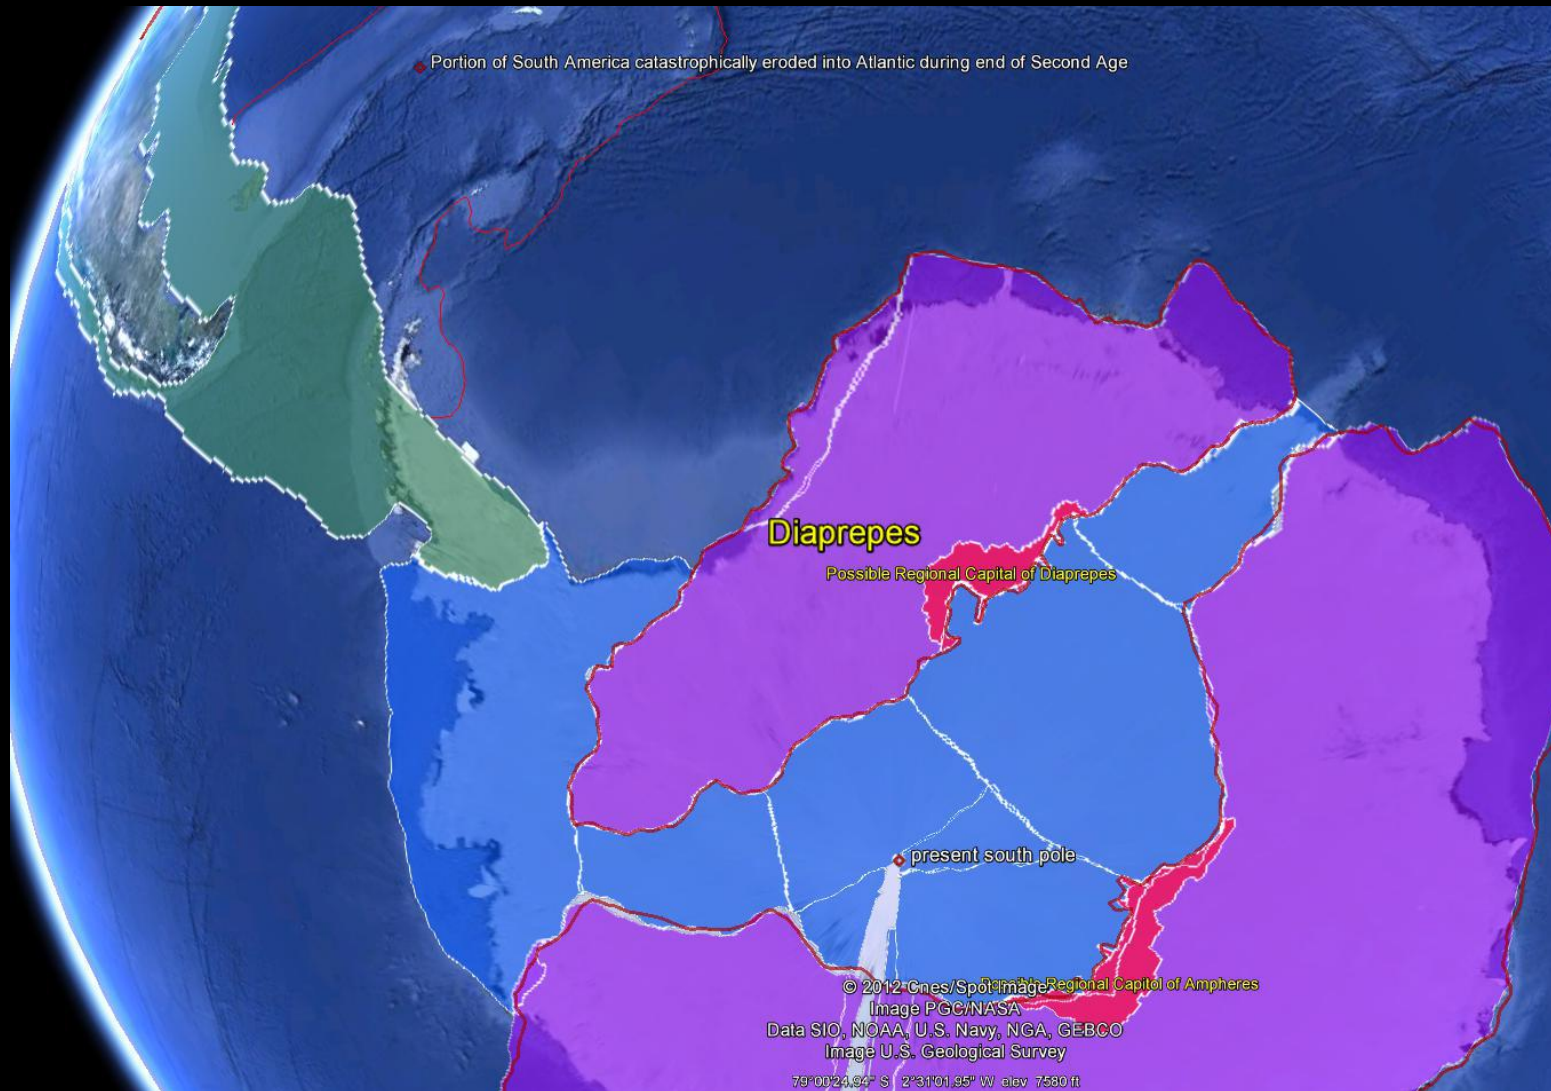 Portion of South America catastrophically eroded into Atlantic during end of Second Age
Diaprepes
Possible Regional Capital of Diaprepes
present south pole
Possible Regional Capitol of Ampheres
© 2012 Cnes/Spot Image
Image PGC/NASA
Data SIO, NOAA, U.S. Navy, NGA, GEBCO
Image U.S. Geological Survey
79°00'24.94" S 2°31'01.95" W elev 7580 ft